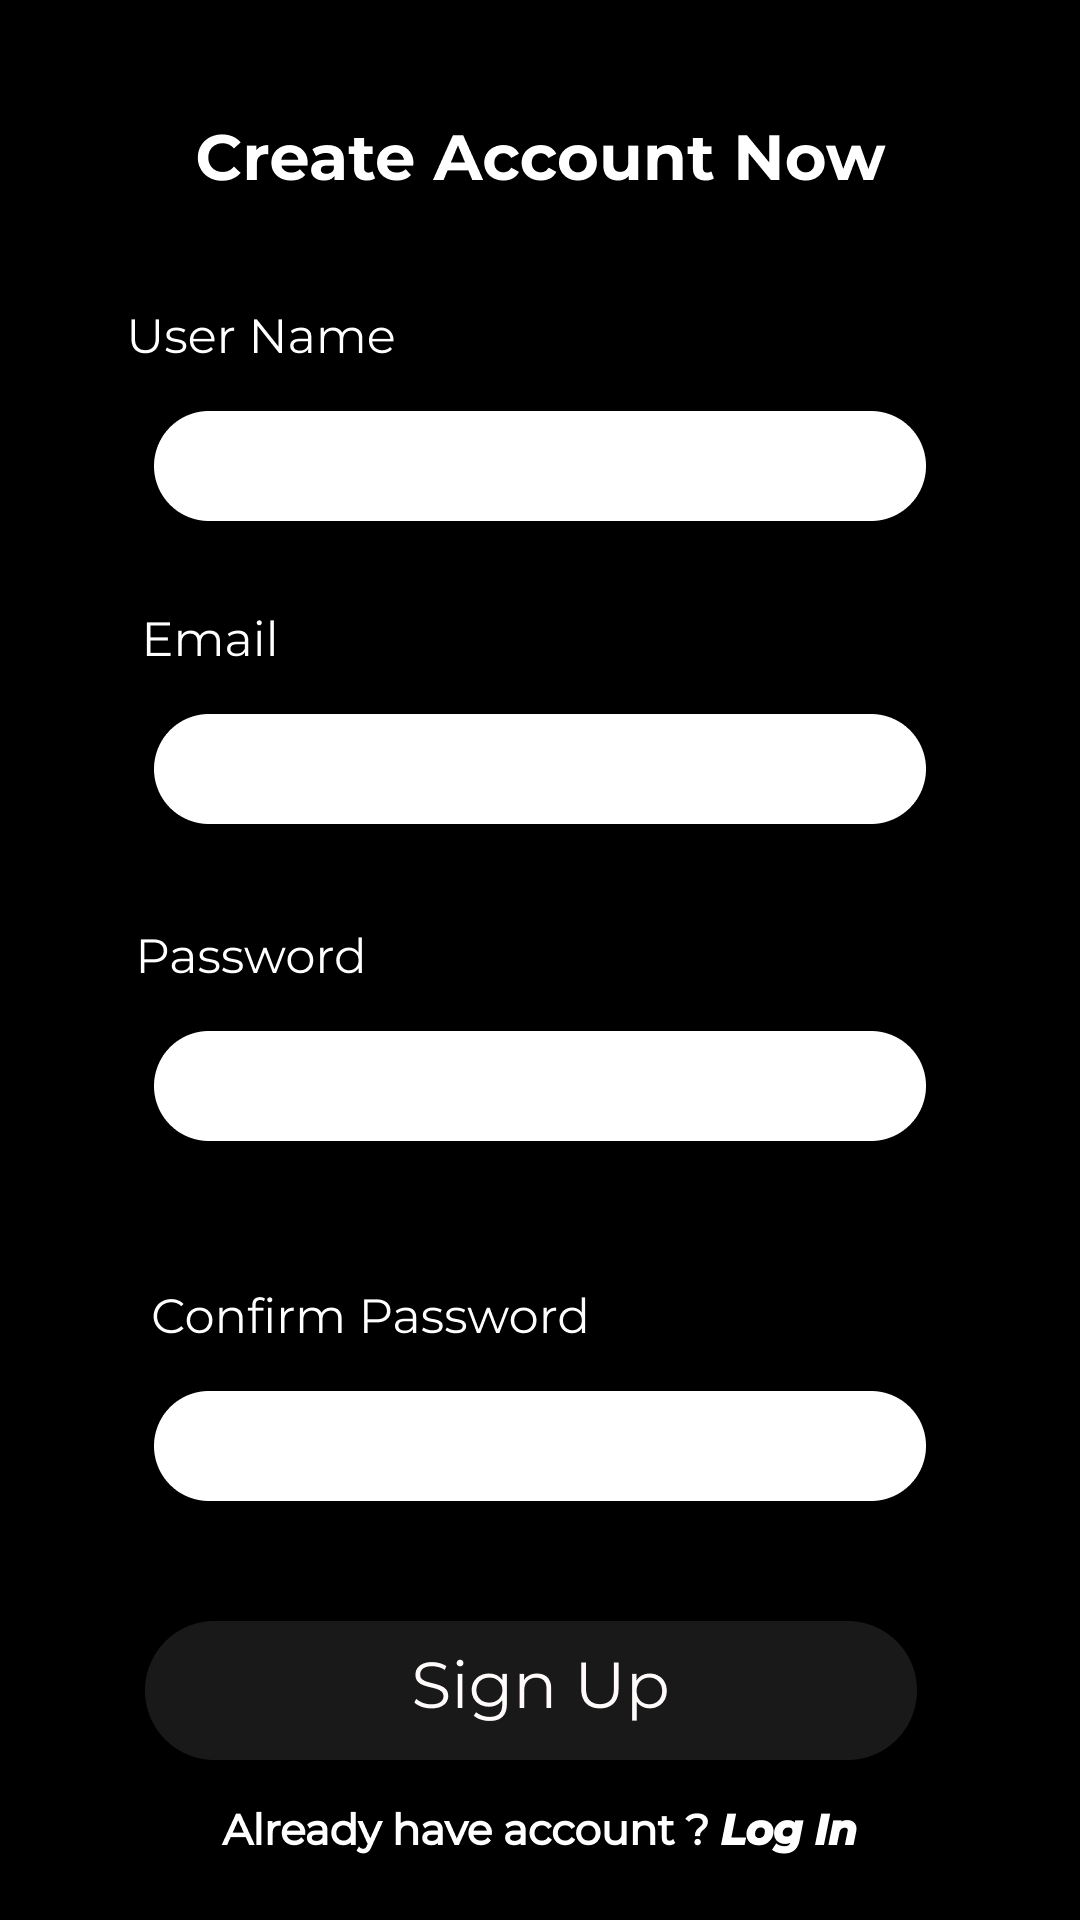 Create Account Now
User Name
Email
Password
Confirm Password
Sign Up
Already have account ? Log In